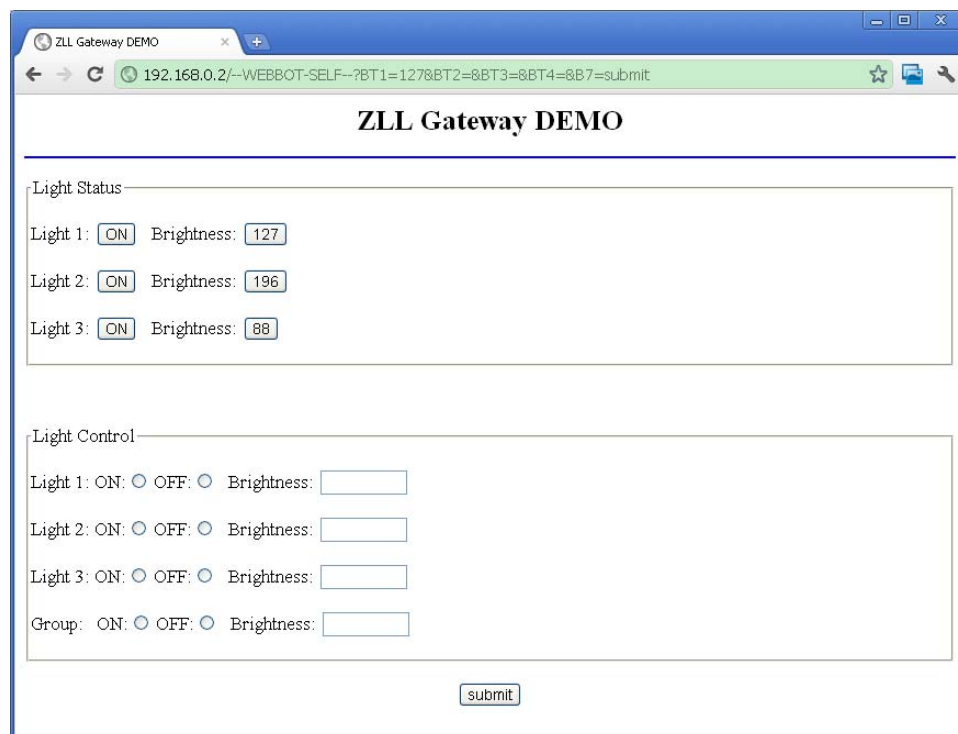 ZLL Gateway DEMO
192.168.0.2/--WEBBOT-SELF--?BT1=127&BT2=&BT3=&BT4=&B7=submit
ZLL Gateway DEMO
Light Status
Light 1: ON Brightness: 127
Light 2: ON Brightness: 196
Light 3: ON Brightness: 88
Light Control
Light 1: ON: OFF: Brightness:
Light 2: ON: OFF: Brightness:
Light 3: ON: OFF: Brightness:
Group: ON: OFF: Brightness:
submit